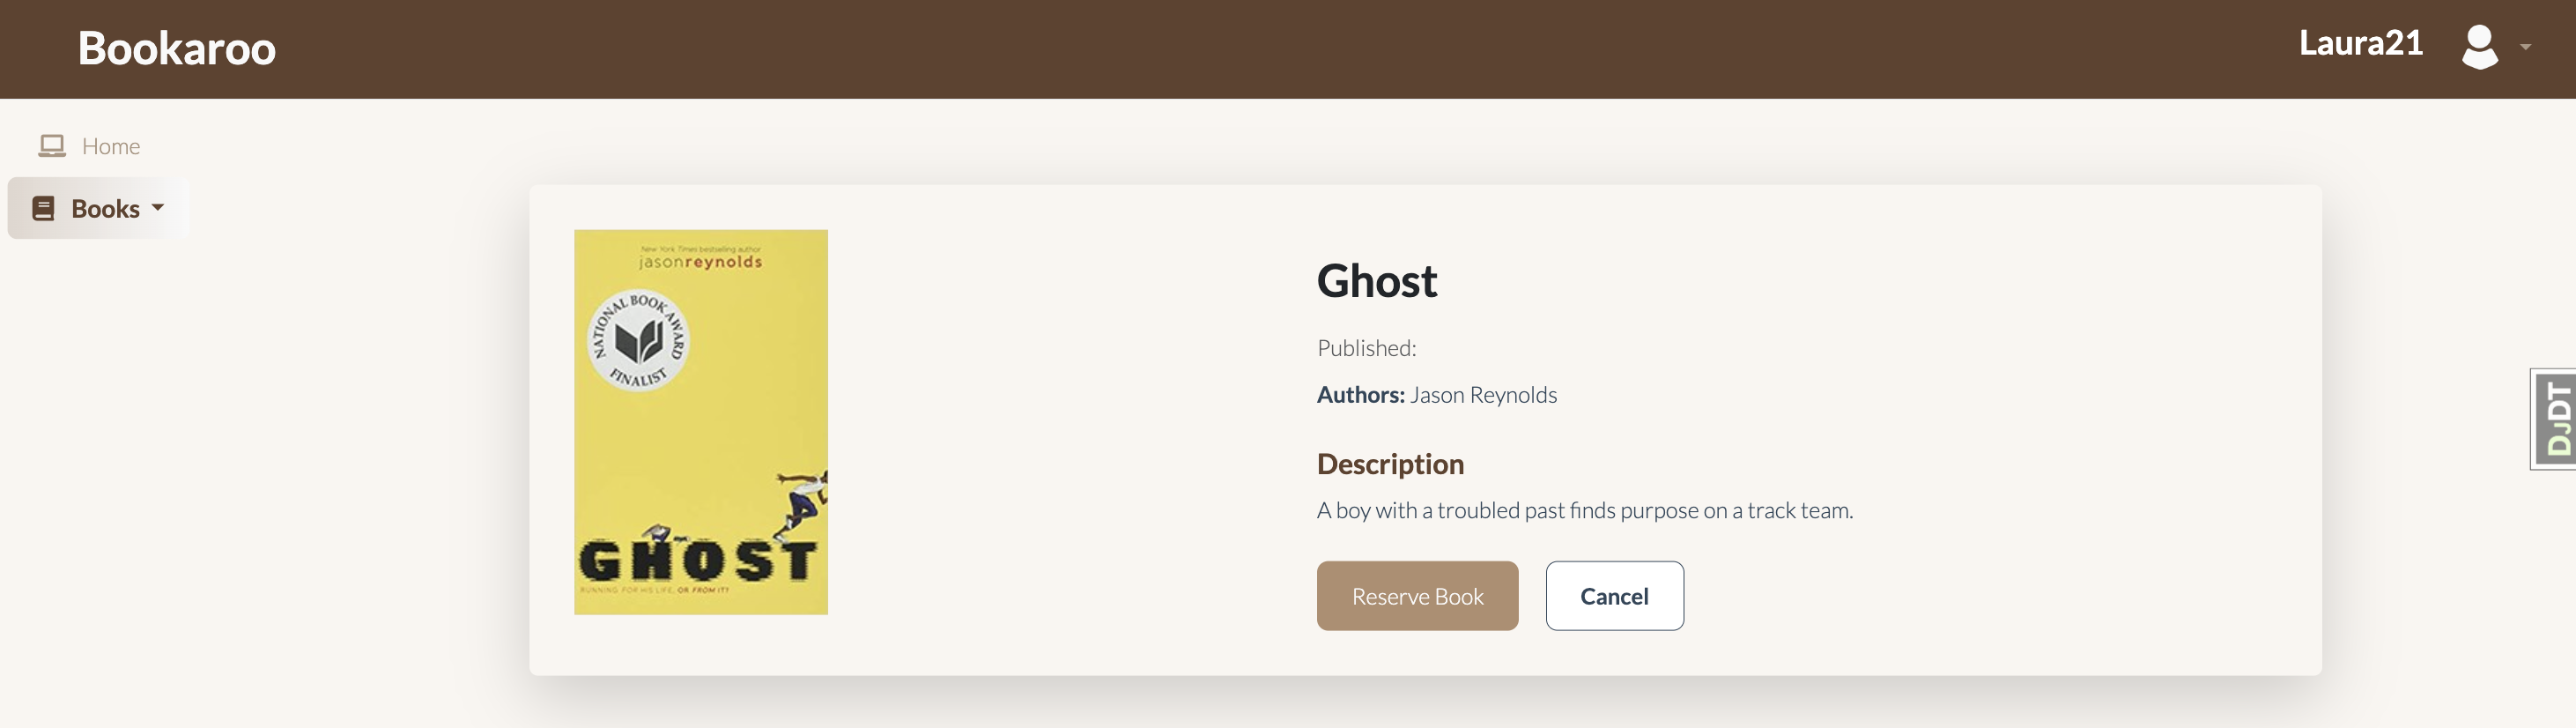 Bookaroo
Laura21
Home
Books
New York Times bestselling author
jasonreynolds
NATIONAL BOOK AWARD
FINALIST
GHOST
RUNNING FOR HIS LIFE, OR FROM IT?
Ghost
Published:
Authors: Jason Reynolds
Description
A boy with a troubled past finds purpose on a track team.
Reserve Book
Cancel
DJDT